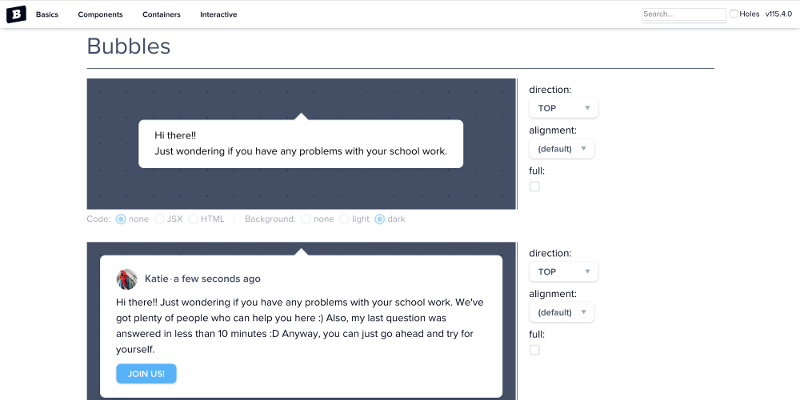 B Basics Components Containers Interactive Search... Holes v115.4.0
Bubbles
Hi there!!
Just wondering if you have any problems with your school work.
direction:
TOP
alignment:
(default)
full:
Code: none JSX HTML Background: none light dark
Katie · a few seconds ago
Hi there!! Just wondering if you have any problems with your school work. We've
got plenty of people who can help you here :) Also, my last question was
answered in less than 10 minutes :D Anyway, you can just go ahead and try for
yourself.
JOIN US!
direction:
TOP
alignment:
(default)
full: